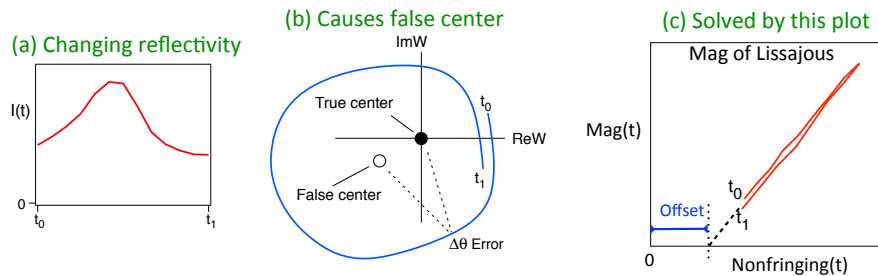 (a) Changing reflectivity
I(t)
0
t0
t1
(b) Causes false center
ImW
True center
t0
ReW
t1
False center
Δθ Error
(c) Solved by this plot
Mag of Lissajous
Mag(t)
t0
t1
Offset
0
Nonfringing(t)